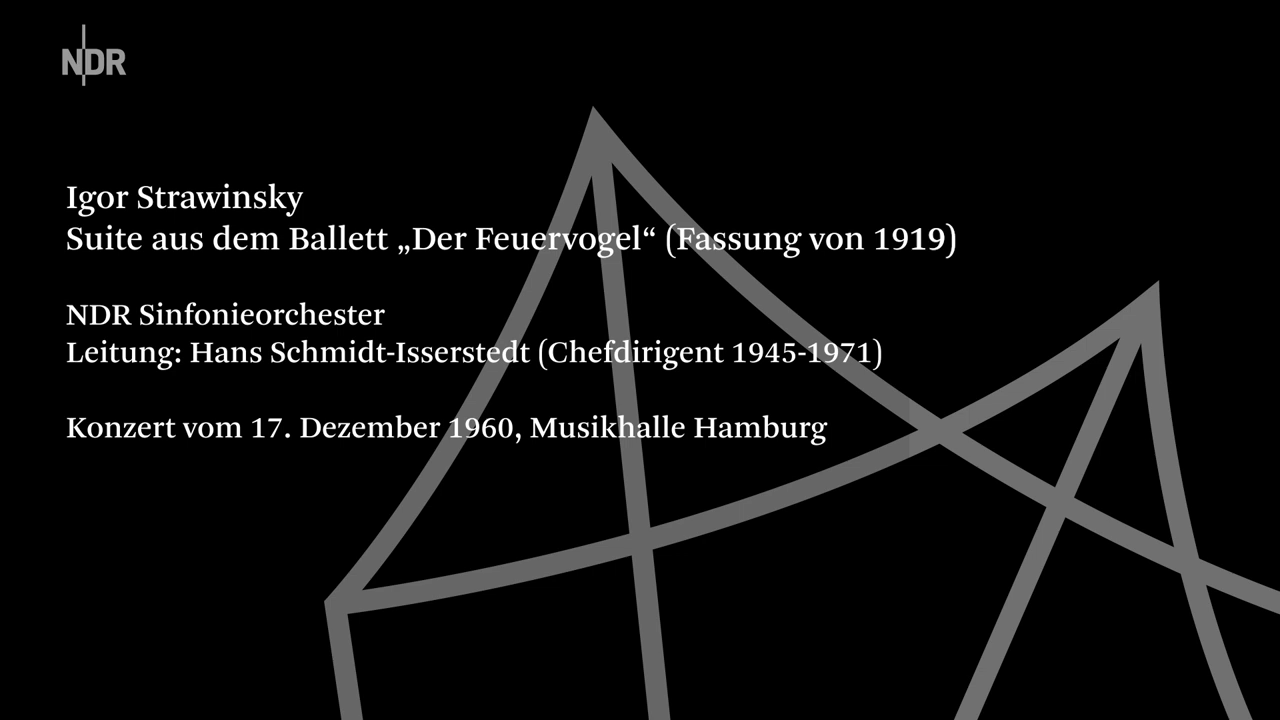 NDR
Igor Strawinsky
Suite aus dem Ballett „Der Feuervogel“ (Fassung von 1919)
NDR Sinfonieorchester
Leitung: Hans Schmidt-Isserstedt (Chefdirigent 1945-1971)
Konzert vom 17. Dezember 1960, Musikhalle Hamburg